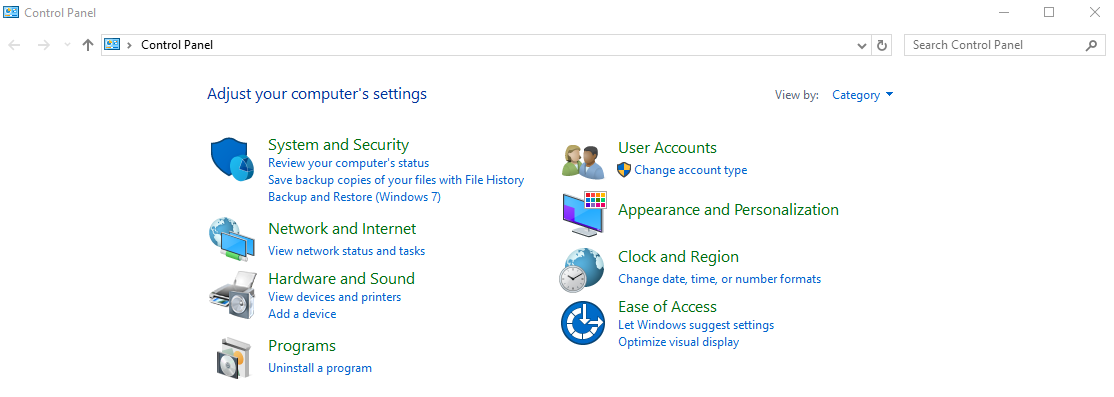 Control Panel
Control Panel
Search Control Panel
Adjust your computer's settings
View by: Category
System and Security
Review your computer's status
Save backup copies of your files with File History
Backup and Restore (Windows 7)
Network and Internet
View network status and tasks
Hardware and Sound
View devices and printers
Add a device
Programs
Uninstall a program
User Accounts
Change account type
Appearance and Personalization
Clock and Region
Change date, time, or number formats
Ease of Access
Let Windows suggest settings
Optimize visual display